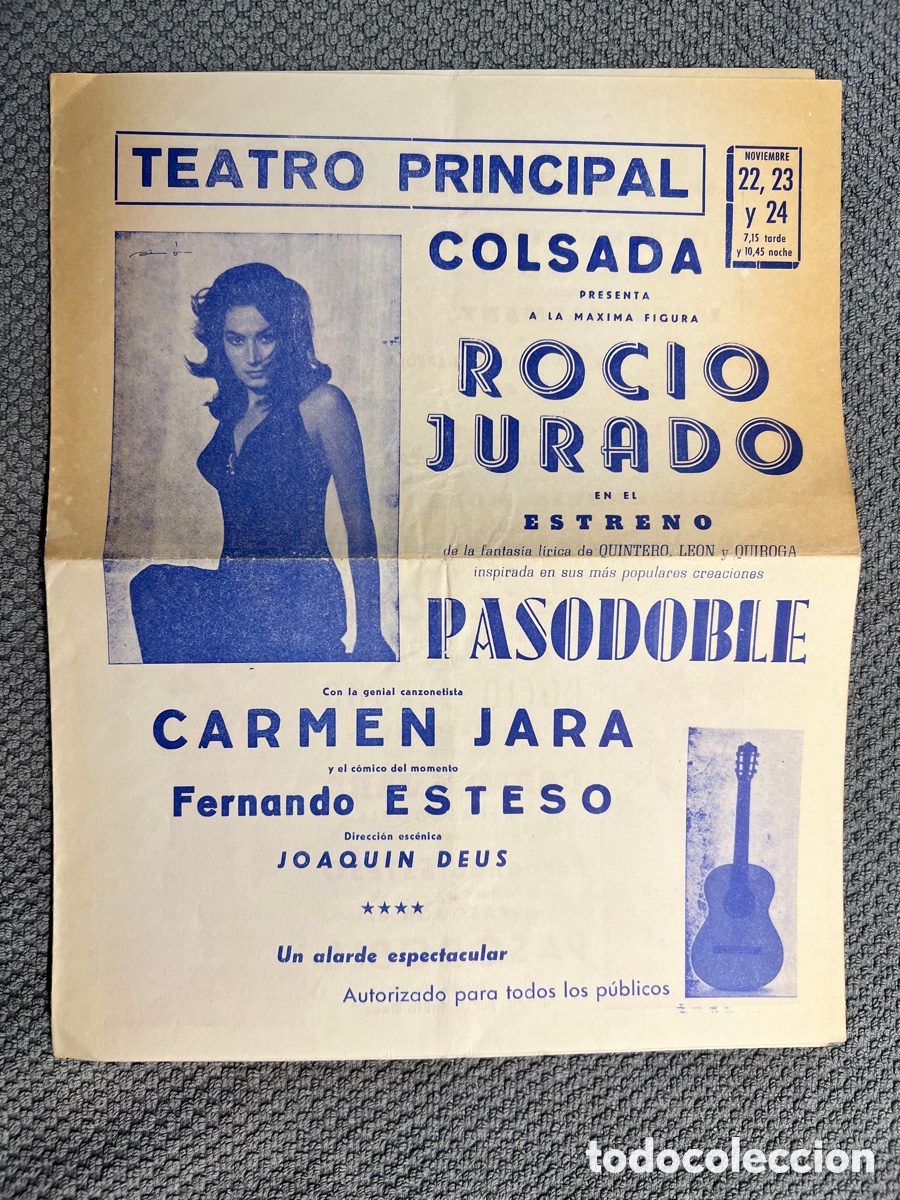 TEATRO PRINCIPAL
NOVIEMBRE
22, 23
y 24
7,15 tarde
y 10,45 noche
COLSADA
PRESENTA
A LA MAXIMA FIGURA
ROCIO
JURADO
EN EL
ESTRENO
de la fantasía lírica de QUINTERO, LEON y QUIROGA
inspirada en sus más populares creaciones
PASODOBLE
Con la genial canzonetista
CARMEN JARA
y el cómico del momento
Fernando ESTESO
Dirección escénica
JOAQUIN DEUS
★★★★
Un alarde espectacular
Autorizado para todos los públicos
todocoleccion.net